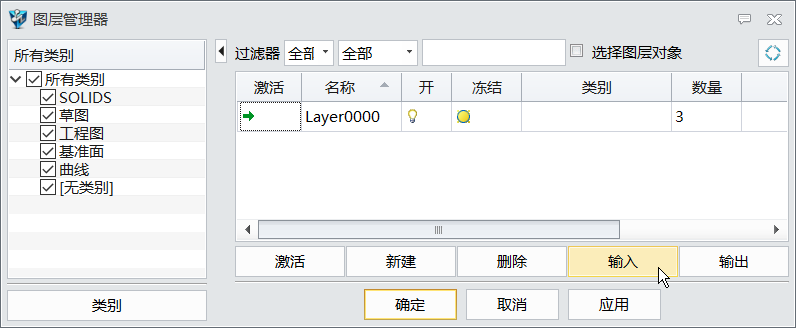 图层管理器
所有类别
所有类别
SOLIDS
草图
工程图
基准面
曲线
[无类别]
类别
过滤器 全部 全部 选择图层对象
激活 名称 开 冻结 类别 数量
Layer0000 3
激活 新建 删除 输入 输出
确定 取消 应用